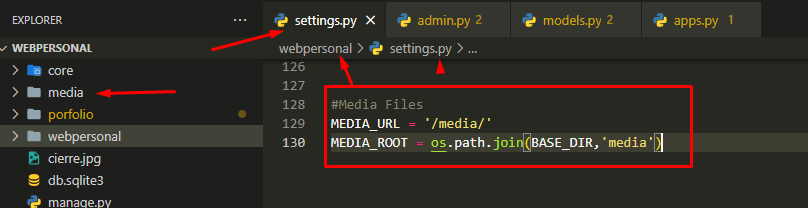 EXPLORER
WEBPERSONAL
core
media
porfolio
webpersonal
cierre.jpg
db.sqlite3
manage.py
settings.py
admin.py 2
models.py 2
apps.py 1
webpersonal > settings.py > ...
126
127
128 #Media Files
129 MEDIA_URL = '/media/'
130 MEDIA_ROOT = os.path.join(BASE_DIR,'media')